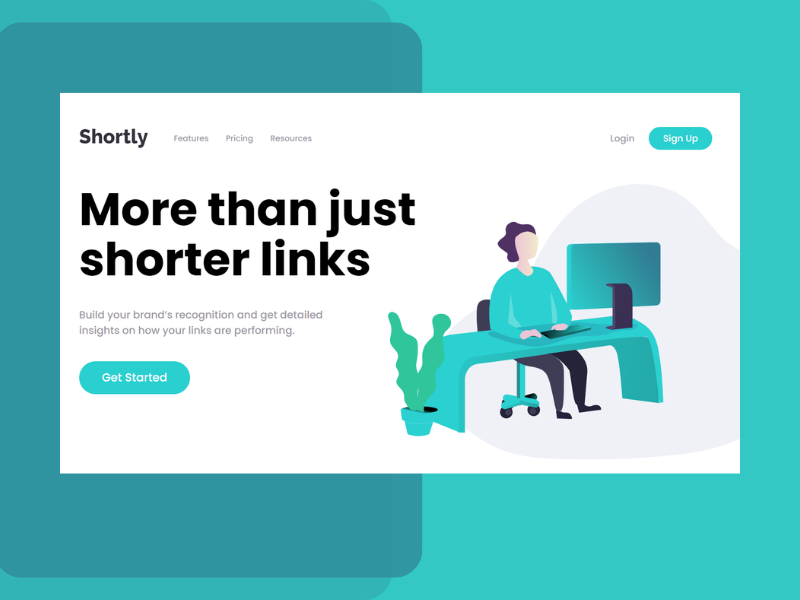 Shortly
Features Pricing Resources
Login
Sign Up
More than just
shorter links
Build your brand’s recognition and get detailed
insights on how your links are performing.
Get Started